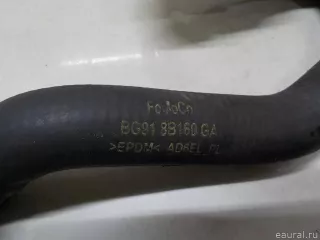 FoMoCo
BG91 8B160 GA
>EPDM<
© eaural.ru